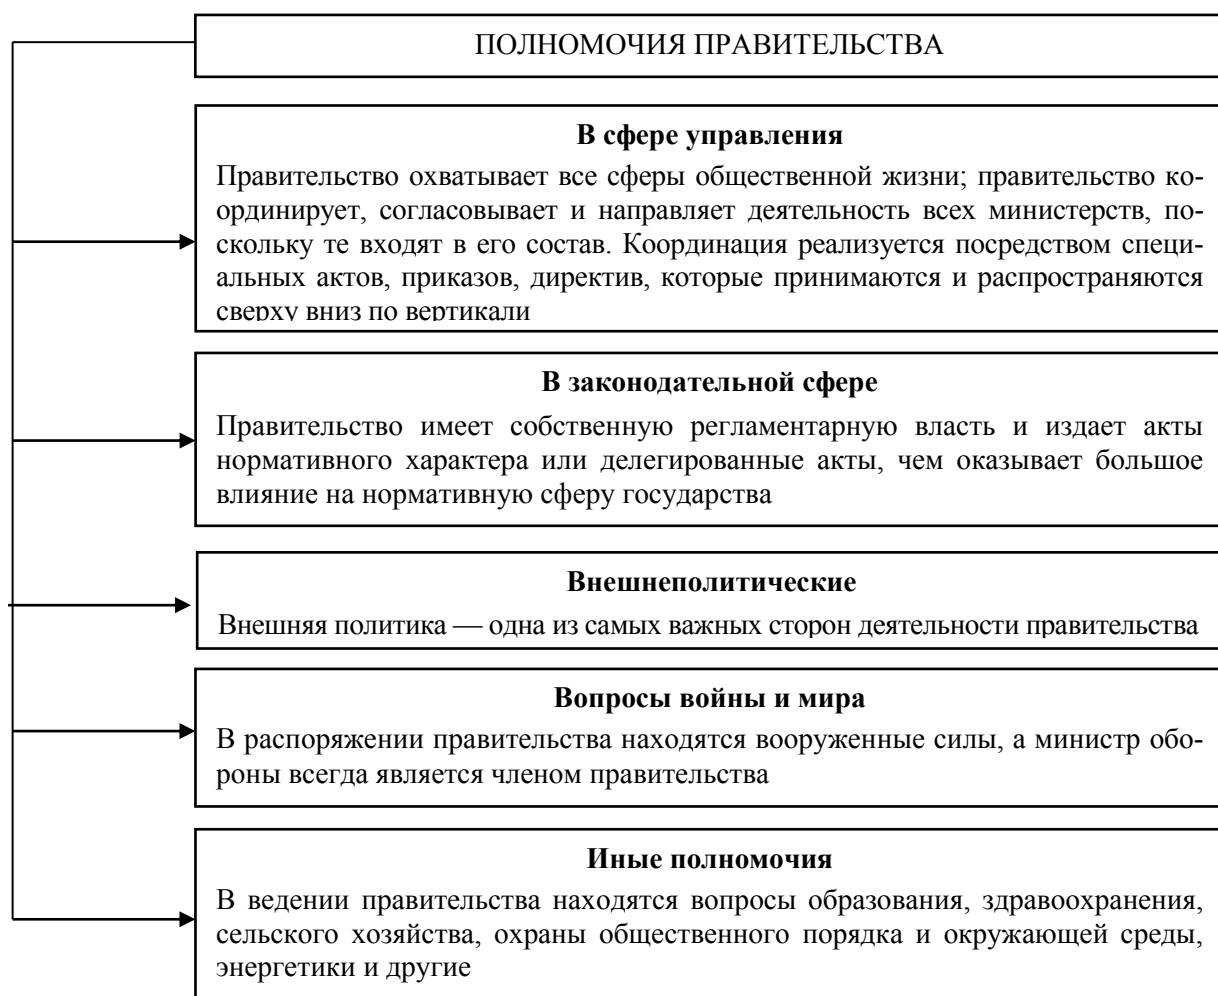 ПОЛНОМОЧИЯ ПРАВИТЕЛЬСТВА
В сфере управления
Правительство охватывает все сферы общественной жизни; правительство ко-
ординирует, согласовывает и направляет деятельность всех министерств, по-
скольку те входят в его состав. Координация реализуется посредством специ-
альных актов, приказов, директив, которые принимаются и распространяются
сверху вниз по вертикали
В законодательной сфере
Правительство имеет собственную регламентарную власть и издает акты
нормативного характера или делегированные акты, чем оказывает большое
влияние на нормативную сферу государства
Внешнеполитические
Внешняя политика — одна из самых важных сторон деятельности правительства
Вопросы войны и мира
В распоряжении правительства находятся вооруженные силы, а министр обо-
роны всегда является членом правительства
Иные полномочия
В ведении правительства находятся вопросы образования, здравоохранения,
сельского хозяйства, охраны общественного порядка и окружающей среды,
энергетики и другие